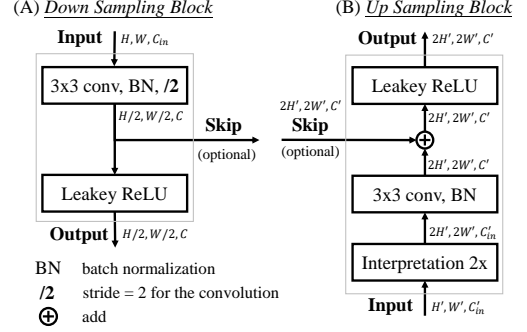 (A) Down Sampling Block
Input H, W, C_in
3x3 conv, BN, /2
H/2, W/2, C
Skip
(optional)
Leakey ReLU
Output H/2, W/2, C
BN batch normalization
/2 stride = 2 for the convolution
⊕ add
(B) Up Sampling Block
Output 2H', 2W', C'
Leakey ReLU
2H', 2W', C'
2H', 2W', C'
Skip
(optional)
2H', 2W', C'
3x3 conv, BN
2H', 2W', C'_in
Interpretation 2x
Input H', W', C'_in